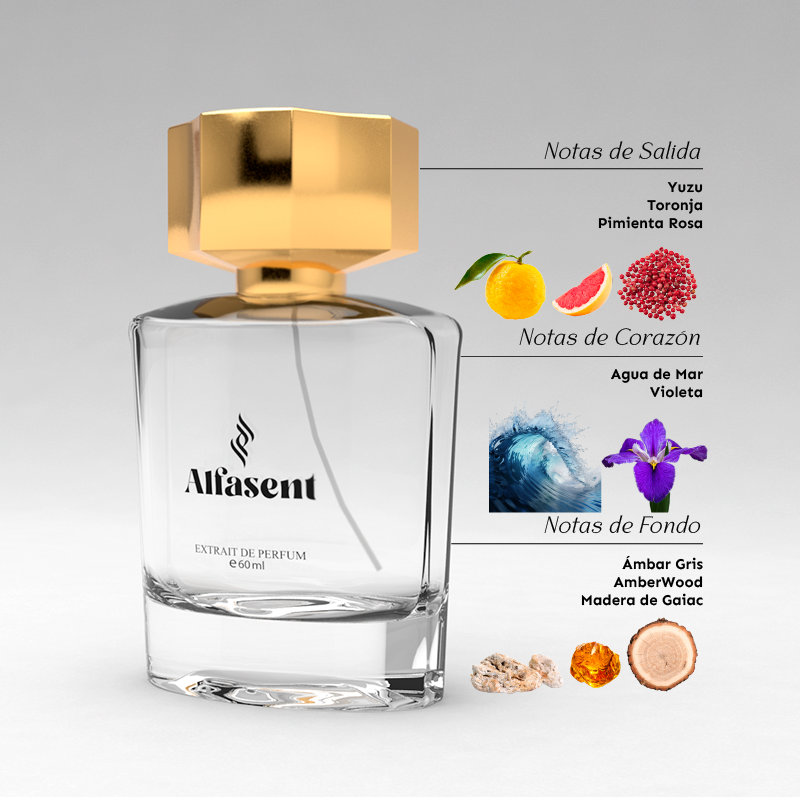 Notas de Salida
Yuzu
Toronja
Pimienta Rosa
Notas de Corazón
Agua de Mar
Violeta
Alfasent
EXTRAIT DE PERFUM
e 60 ml
Notas de Fondo
Ámbar Gris
AmberWood
Madera de Gaiac